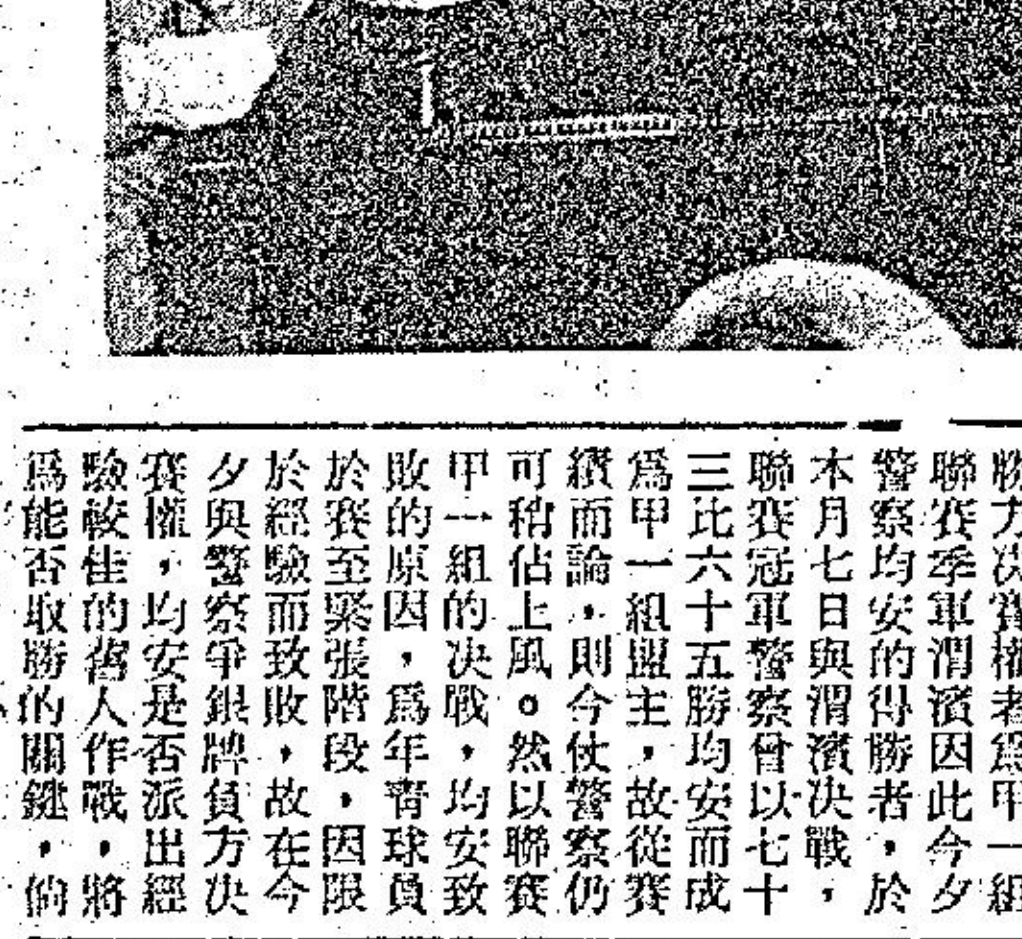 牌方决賽權者爲甲一組
聯賽季軍渭濱因此今夕
警察均安的得勝者，於
本月七日與渭濱决戰，
聯賽冠軍警察曾以七十
三比六十五勝均安而成
爲甲一組盟主，故從賽
績而論，則今仗警察仍
可稍佔上風。然以聯賽
甲一組的决戰，均安致
敗的原因，爲年靑球員
於賽至緊張階段，因限
於經驗而致敗，故在今
夕與警察爭銀牌負方决
賽權，均安是否派出經
驗較佳的舊人作戰，將
爲能否取勝的關鍵，倘